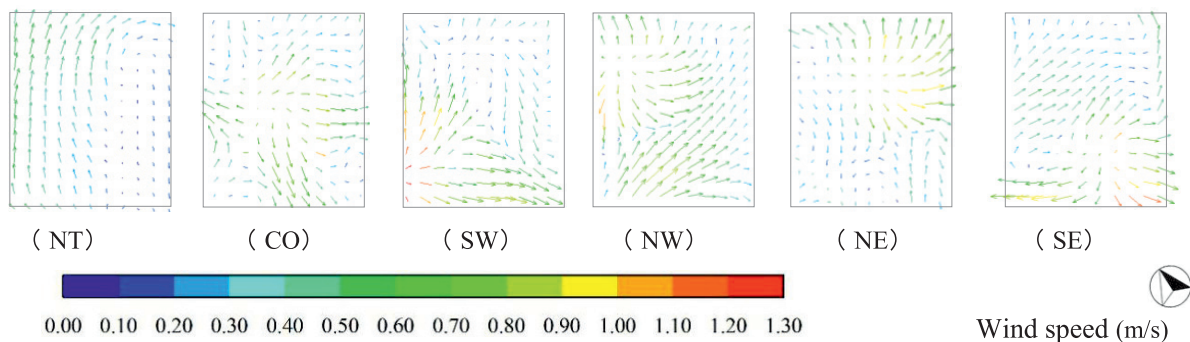 ( NT) ( CO) ( SW) ( NW) ( NE) ( SE)
0.00 0.10 0.20 0.30 0.40 0.50 0.60 0.70 0.80 0.90 1.00 1.10 1.20 1.30
Wind speed (m/s)